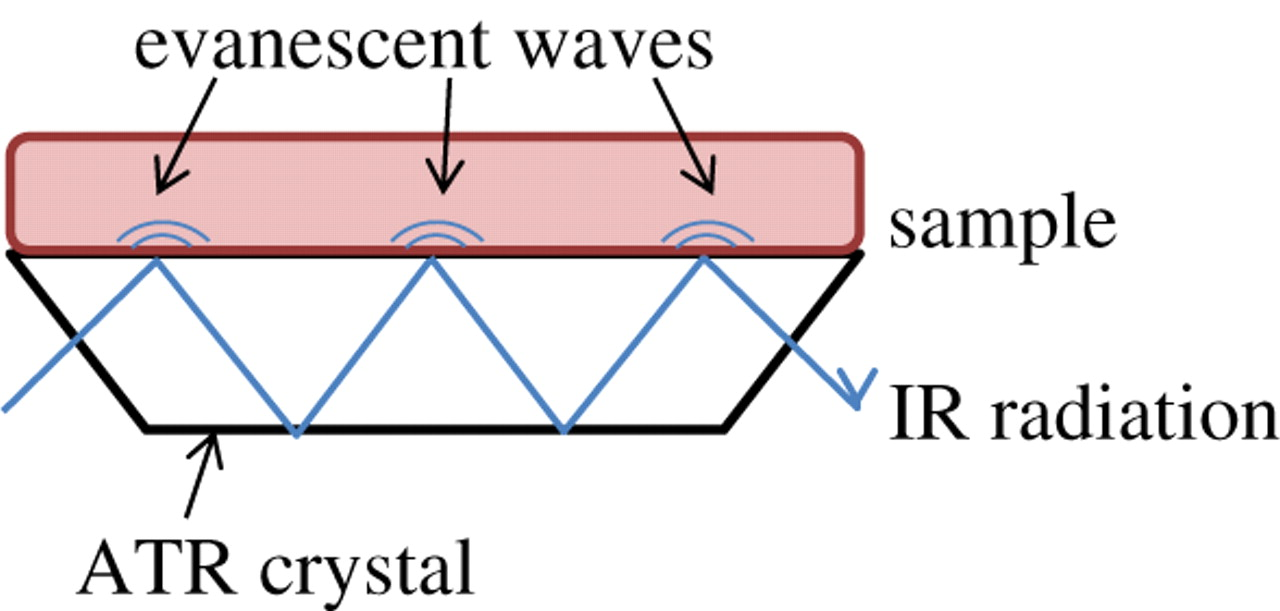 evanescent waves
sample
IR radiation
ATR crystal